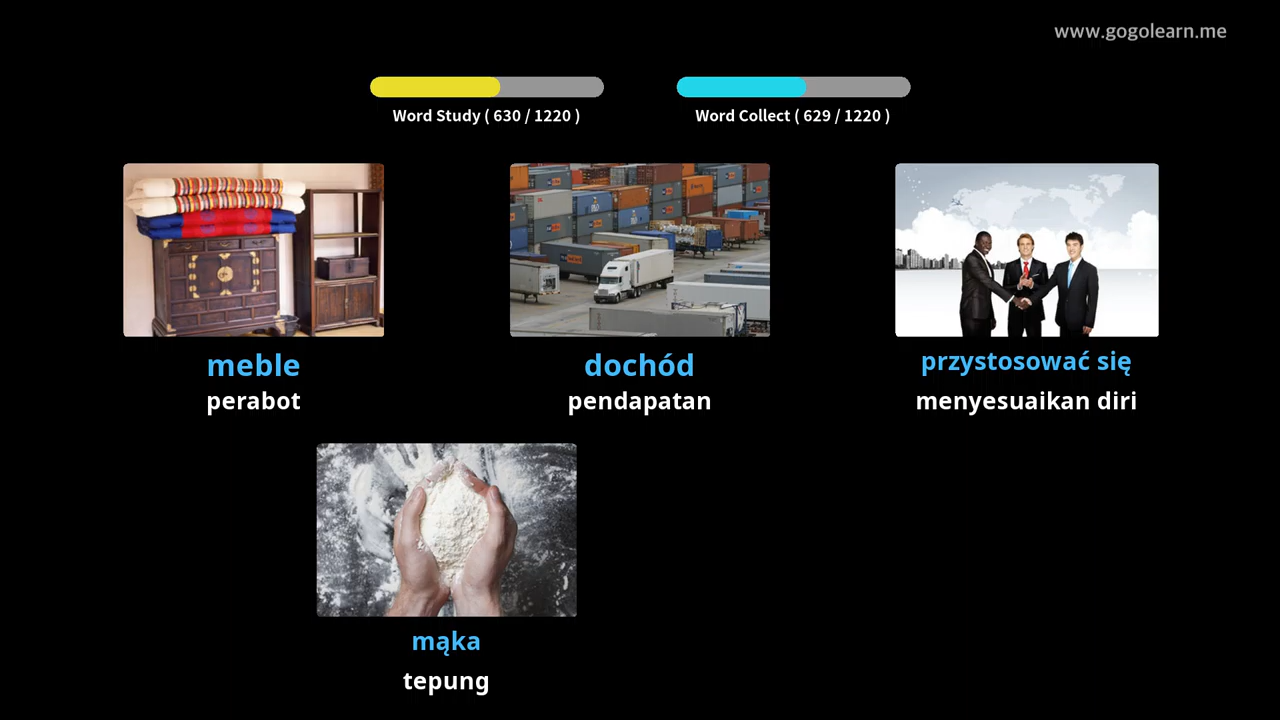 www.gogolearn.me
Word Study ( 630 / 1220 )
Word Collect ( 629 / 1220 )
meble
perabot
dochód
pendapatan
przystosować się
menyesuaikan diri
mąka
tepung